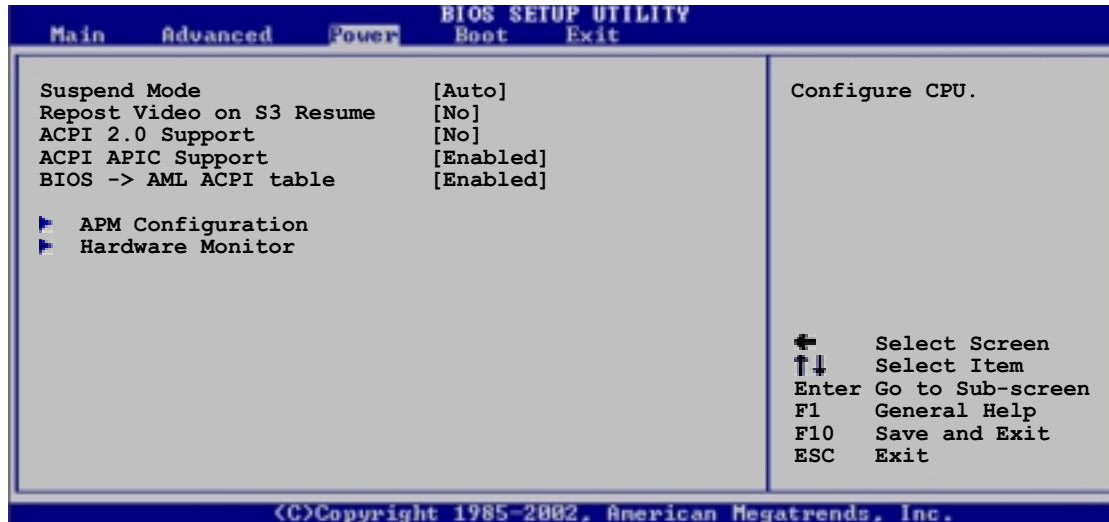 BIOS SETUP UTILITY
Main Advanced Power Boot Exit
Suspend Mode [Auto]
Repost Video on S3 Resume [No]
ACPI 2.0 Support [No]
ACPI APIC Support [Enabled]
BIOS -> AML ACPI table [Enabled]
APM Configuration
Hardware Monitor
Configure CPU.
← Select Screen
↑↓ Select Item
Enter Go to Sub-screen
F1 General Help
F10 Save and Exit
ESC Exit
(C)Copyright 1985-2002, American Megatrends, Inc.